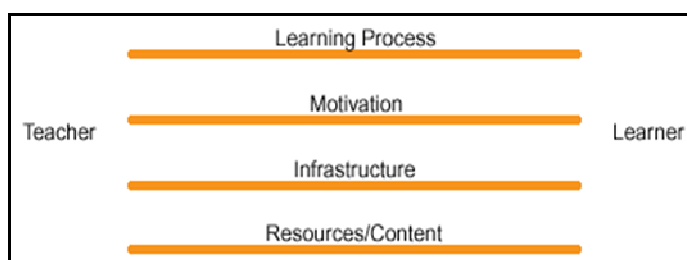 Learning Process
Motivation
Teacher
Learner
Infrastructure
Resources/Content